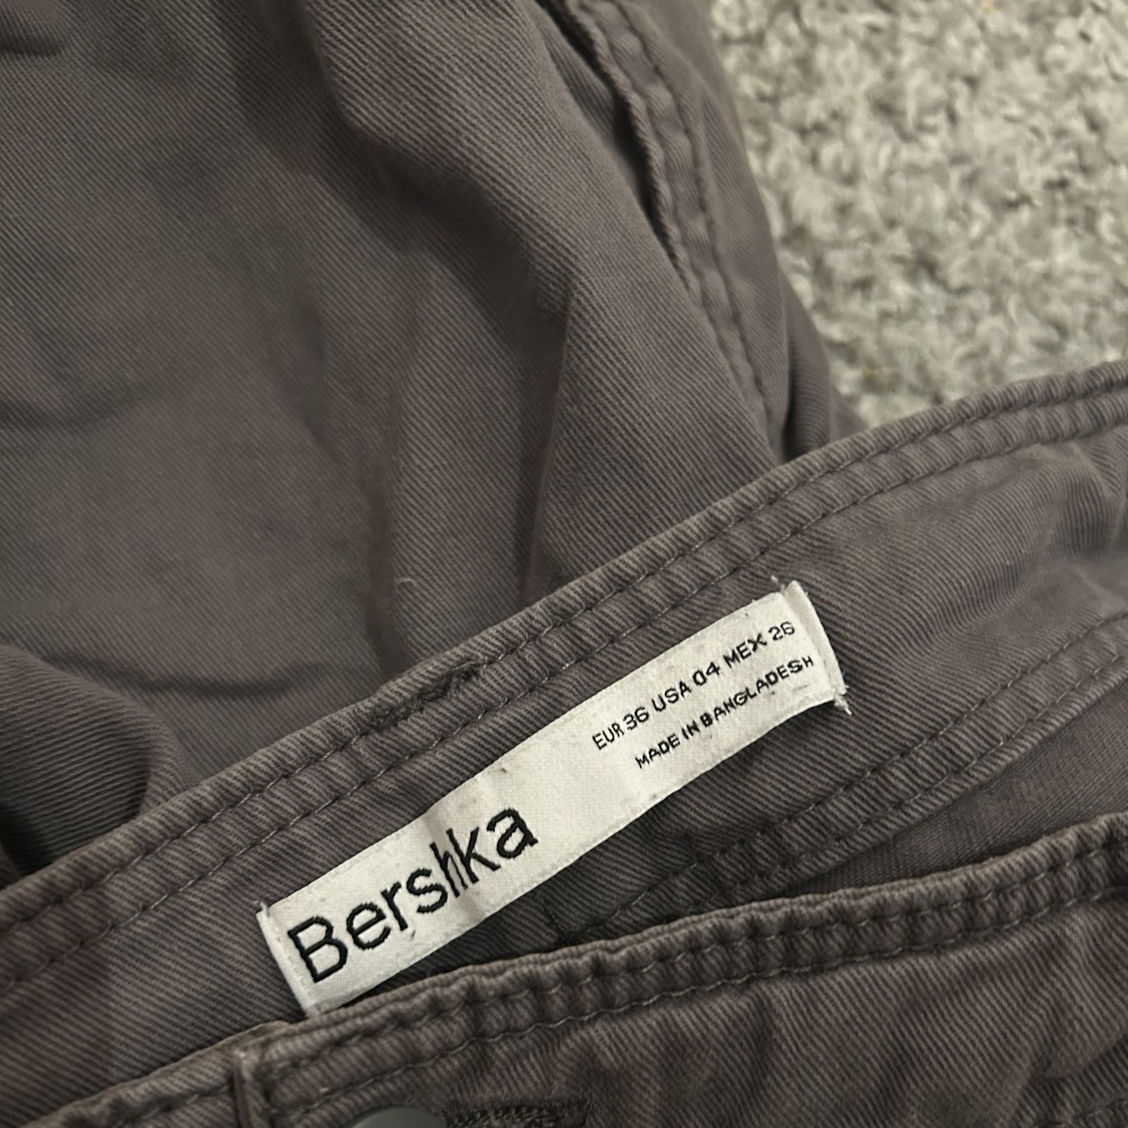 Bershka
EUR 36 USA 04 MEX 26
MADE IN BANGLADESH